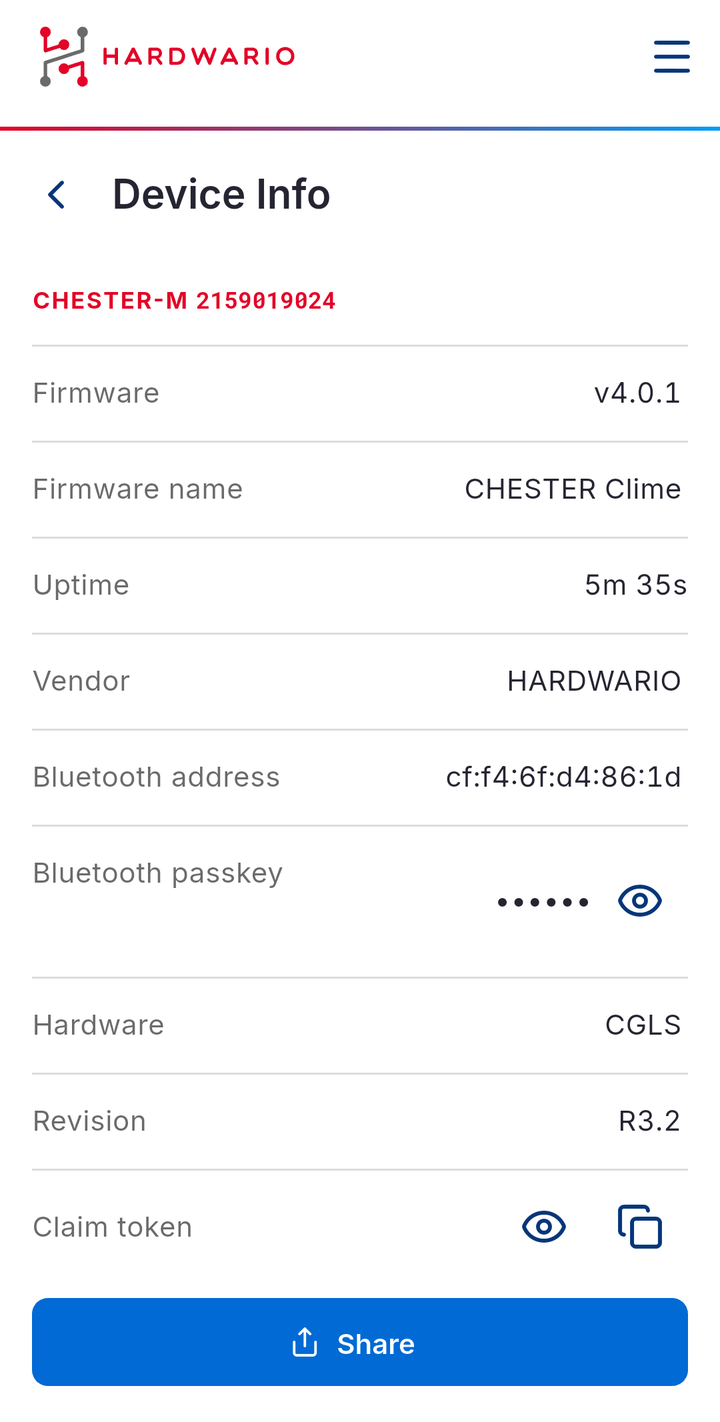 HARDWARIO
Device Info
CHESTER-M 2159019024
Firmware v4.0.1
Firmware name CHESTER Clime
Uptime 5m 35s
Vendor HARDWARIO
Bluetooth address cf:f4:6f:d4:86:1d
Bluetooth passkey ••••••
Hardware CGLS
Revision R3.2
Claim token
Share